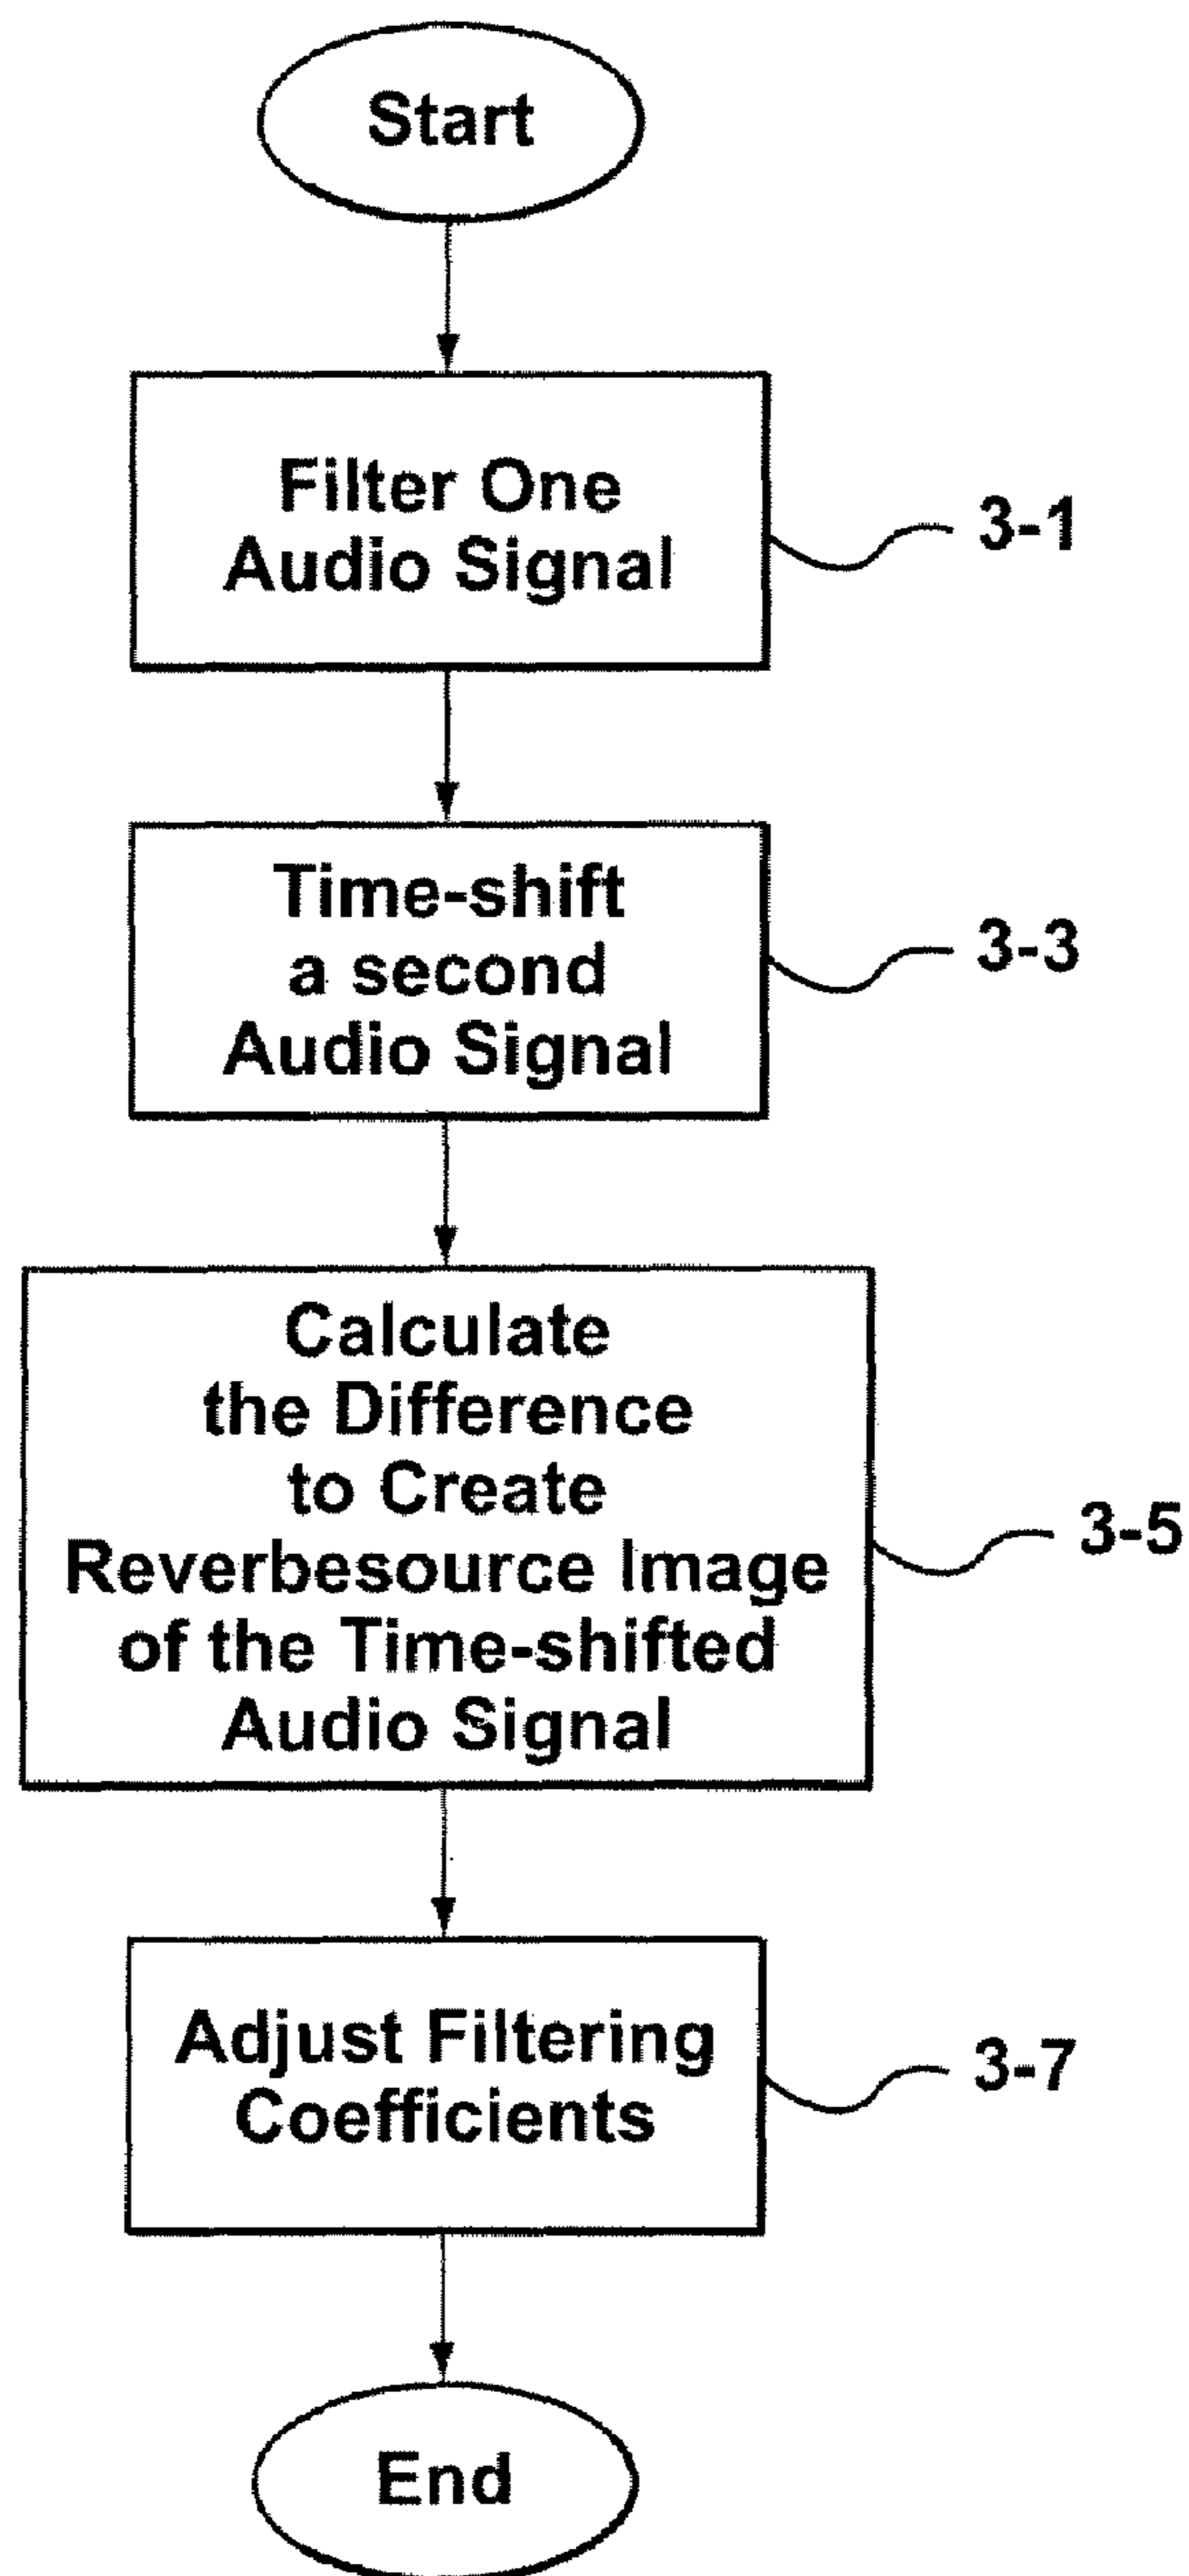 Start
Filter One
Audio Signal
3-1
Time-shift
a second
Audio Signal
3-3
Calculate
the Difference
to Create
Reverbesource Image
of the Time-shifted
Audio Signal
3-5
Adjust Filtering
Coefficients
3-7
End